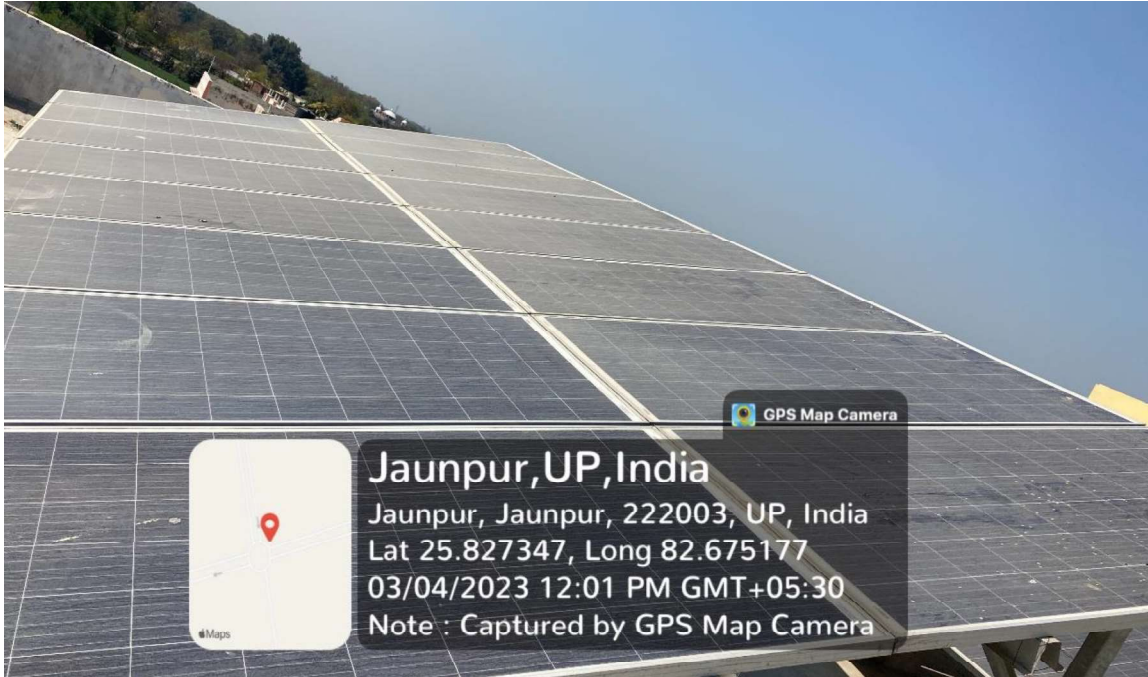 GPS Map Camera
Jaunpur,UP,India
Jaunpur, Jaunpur, 222003, UP, India
Lat 25.827347, Long 82.675177
03/04/2023 12:01 PM GMT+05:30
Note : Captured by GPS Map Camera
Maps